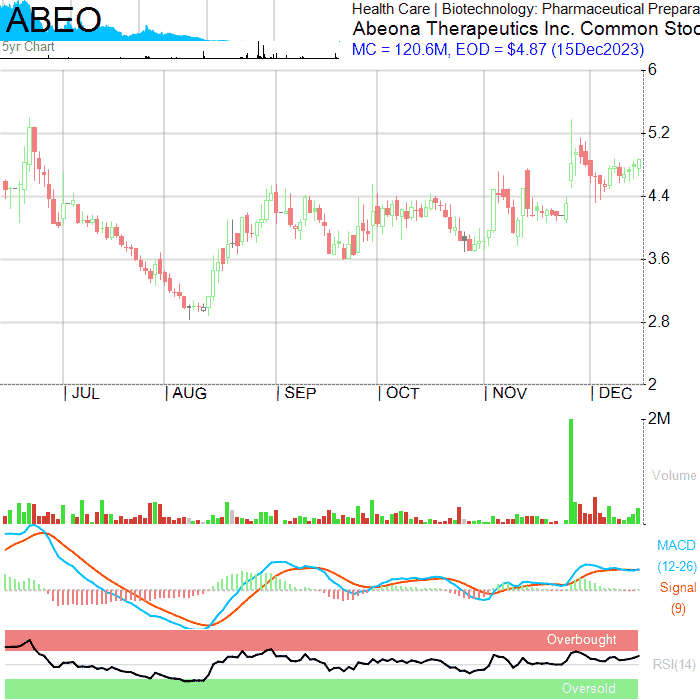 ABEO
5yr Chart
Health Care | Biotechnology: Pharmaceutical Prepara
Abeona Therapeutics Inc. Common Stoc
MC = 120.6M, EOD = $4.87 (15Dec2023)
6
5.2
4.4
3.6
2.8
2
| JUL | AUG | SEP | OCT | NOV | DEC
2M
Volume
MACD
(12-26)
Signal
(9)
Overbought
RSI(14)
Oversold